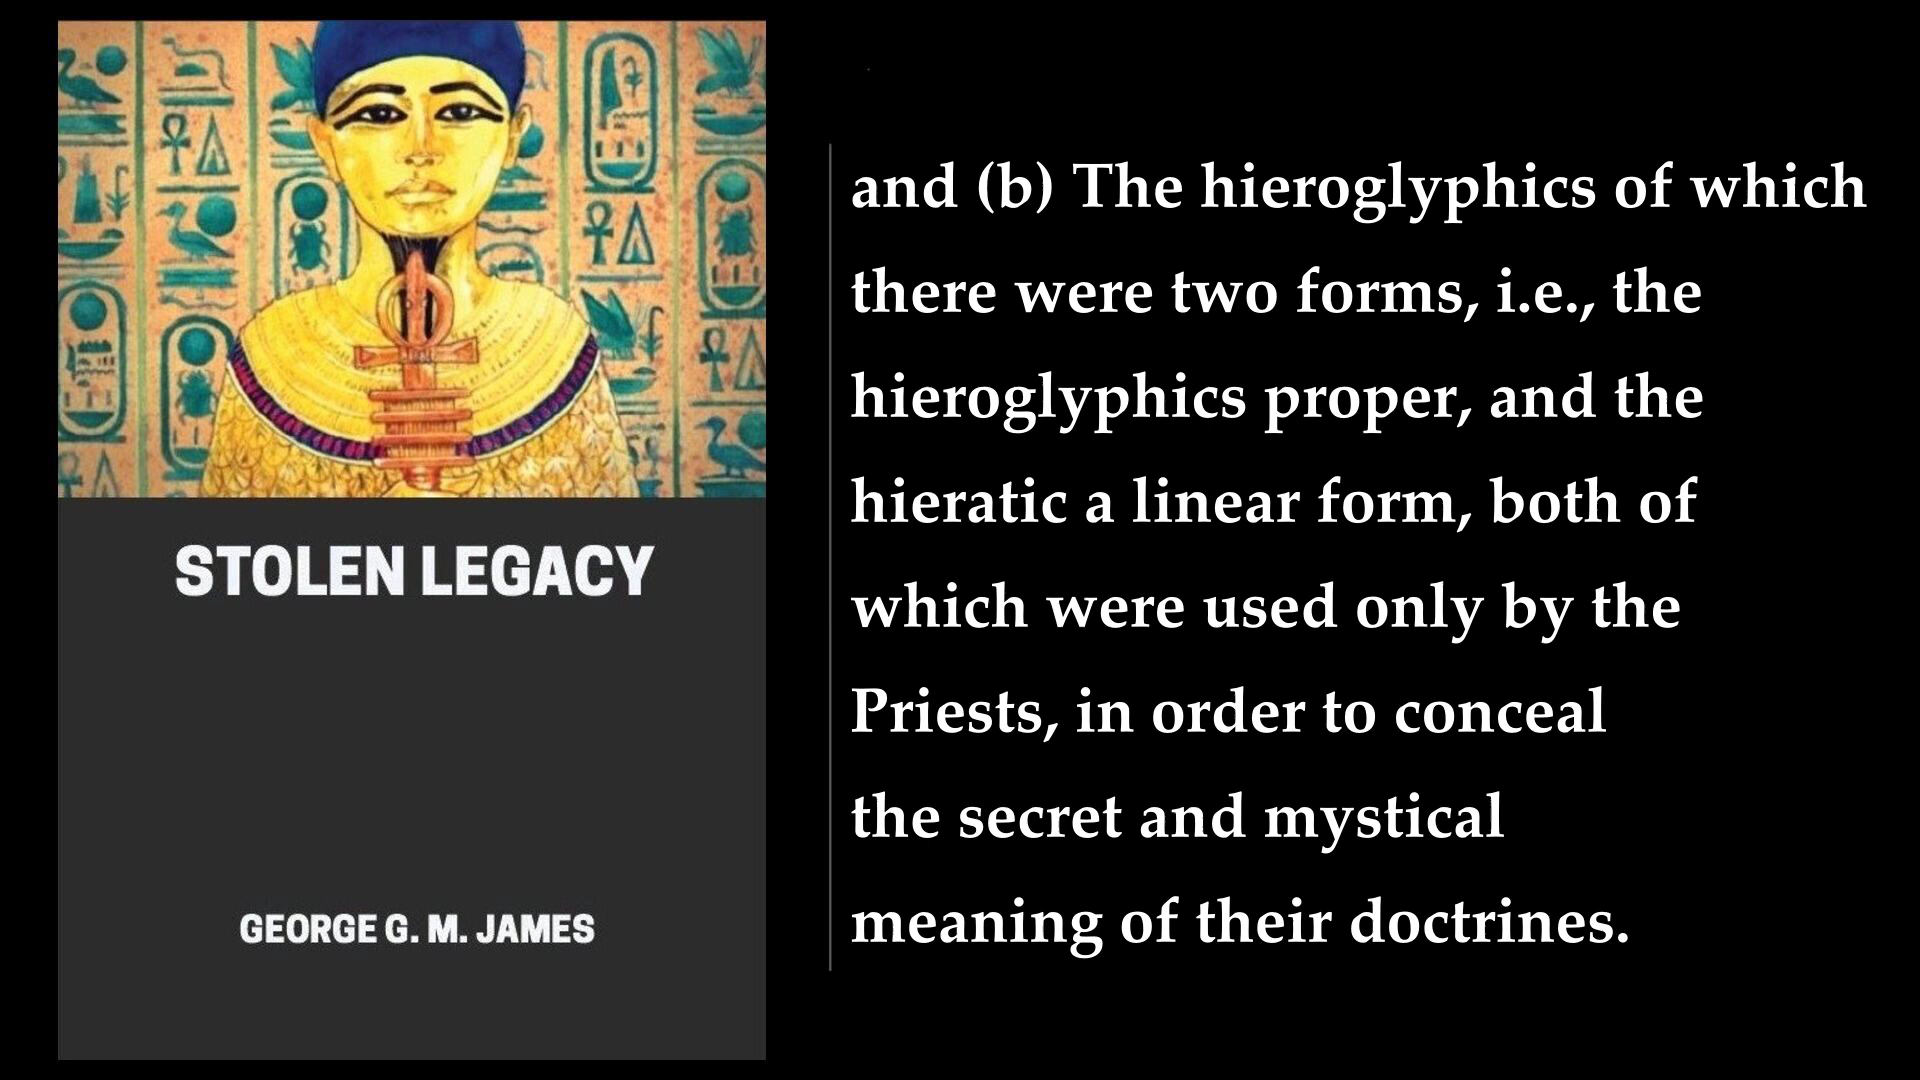 STOLEN LEGACY
GEORGE G. M. JAMES
and (b) The hieroglyphics of which
there were two forms, i.e., the
hieroglyphics proper, and the
hieratic a linear form, both of
which were used only by the
Priests, in order to conceal
the secret and mystical
meaning of their doctrines.